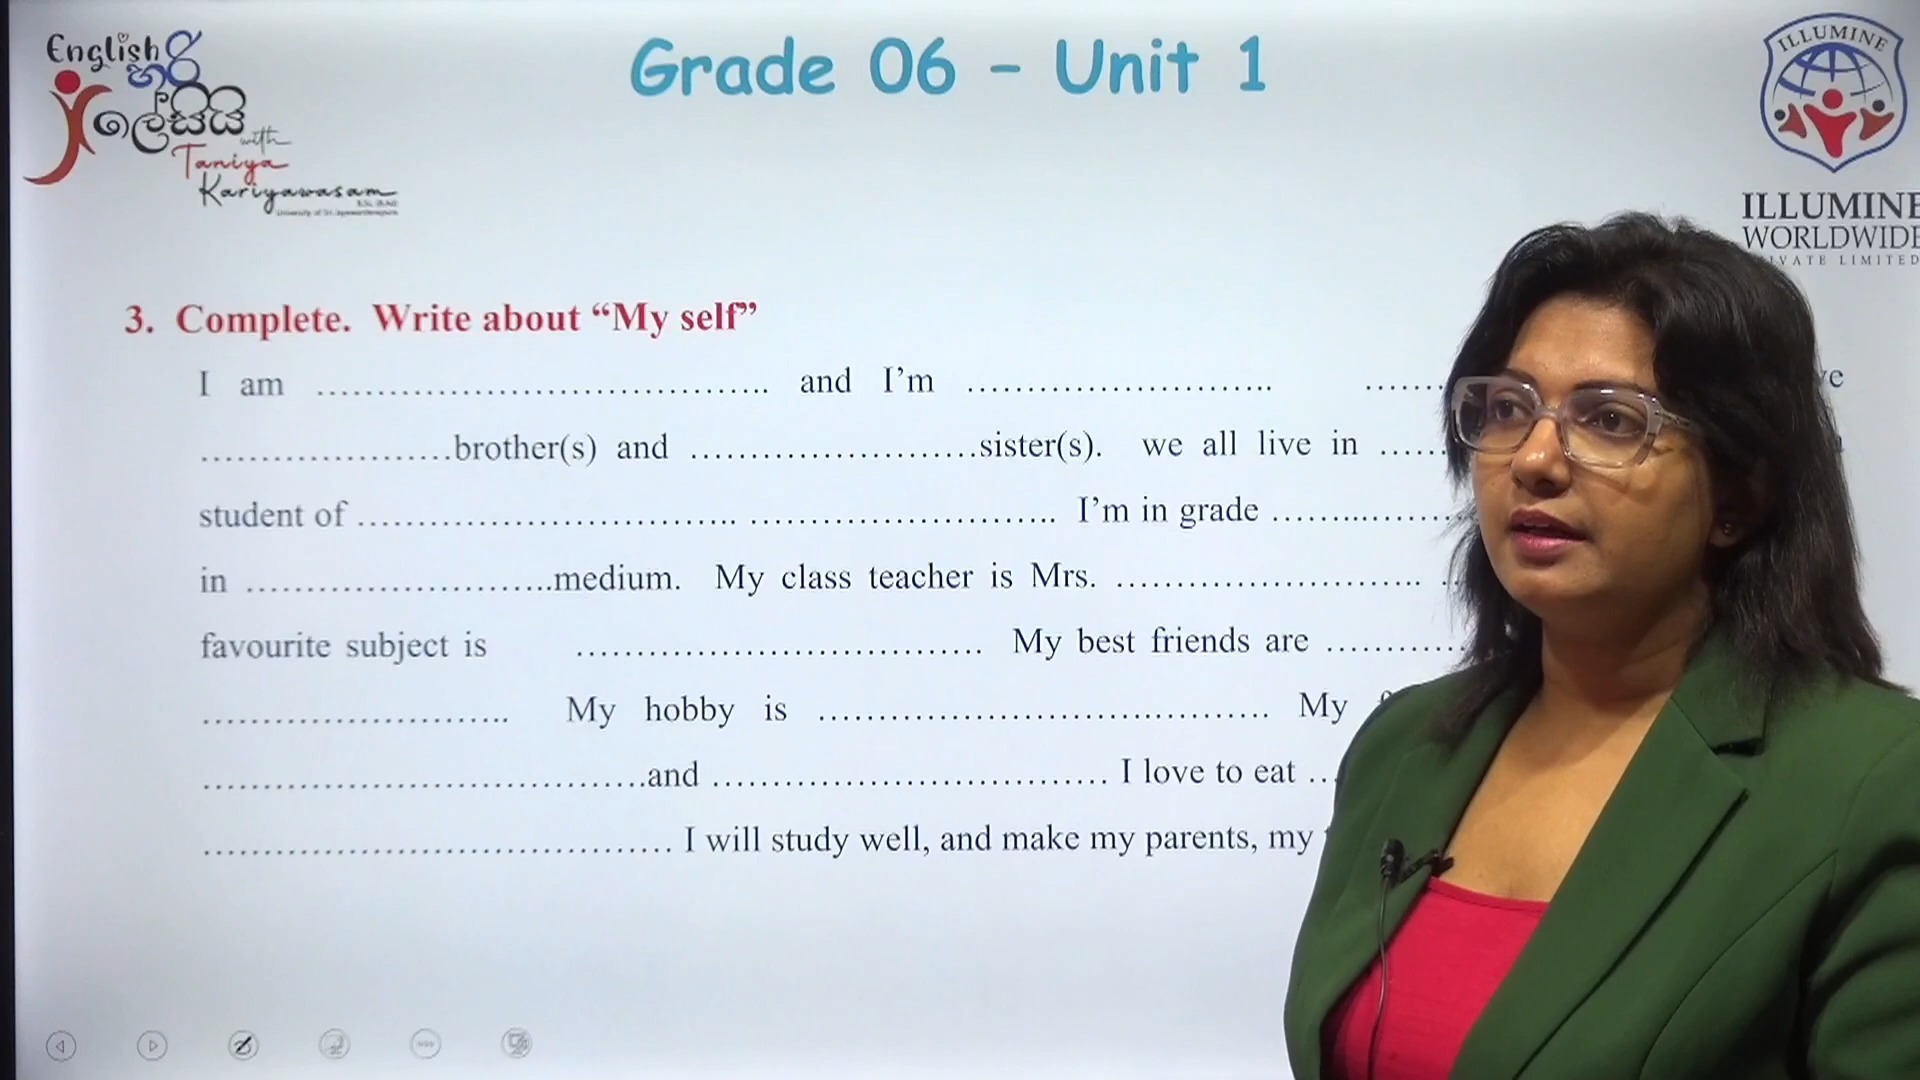 English හරි
ලේසියි
with
Taniya
Kariyawasam
Grade 06 – Unit 1
ILLUMINE
ILLUMINE
WORLDWIDE
LIMITED
3. Complete. Write about “My self”
I am ………………………………….. and I’m ……………………….. ……
………………….brother(s) and …………………….sister(s). we all live in ……
student of ………………………………. ………………………. I’m in grade ……………
in ……………………….medium. My class teacher is Mrs. ………………………..
favourite subject is ………………………………. My best friends are …………
………………………. My hobby is …………………………………… My
…………………………………….and ………………………………. I love to eat …
……………………………………. I will study well, and make my parents, my